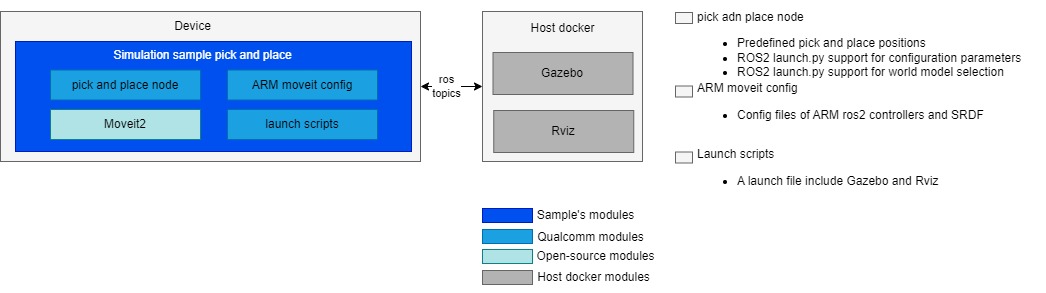 Device
Simulation sample pick and place
pick and place node
ARM moveit config
Moveit2
launch scripts
ros
topics
Host docker
Gazebo
Rviz
pick adn place node
• Predefined pick and place positions
• ROS2 launch.py support for configuration parameters
• ROS2 launch.py support for world model selection
ARM moveit config
• Config files of ARM ros2 controllers and SRDF
Launch scripts
• A launch file include Gazebo and Rviz
Sample's modules
Qualcomm modules
Open-source modules
Host docker modules